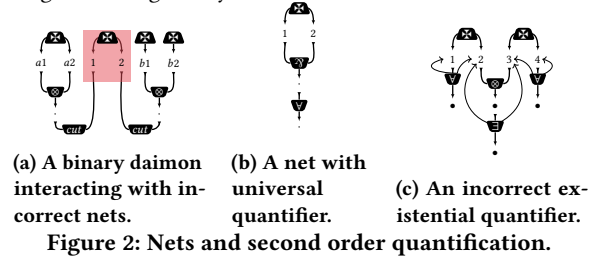 1 2
a1 a2 1 2 b1 b2
⊗ ⊗
cut cut
⅋
∀
1 2 3 4
∀ ⊗ ∀
∃
(a) A binary daimon
interacting with in-
correct nets.
(b) A net with
universal
quantifier.
(c) An incorrect ex-
istential quantifier.
Figure 2: Nets and second order quantification.